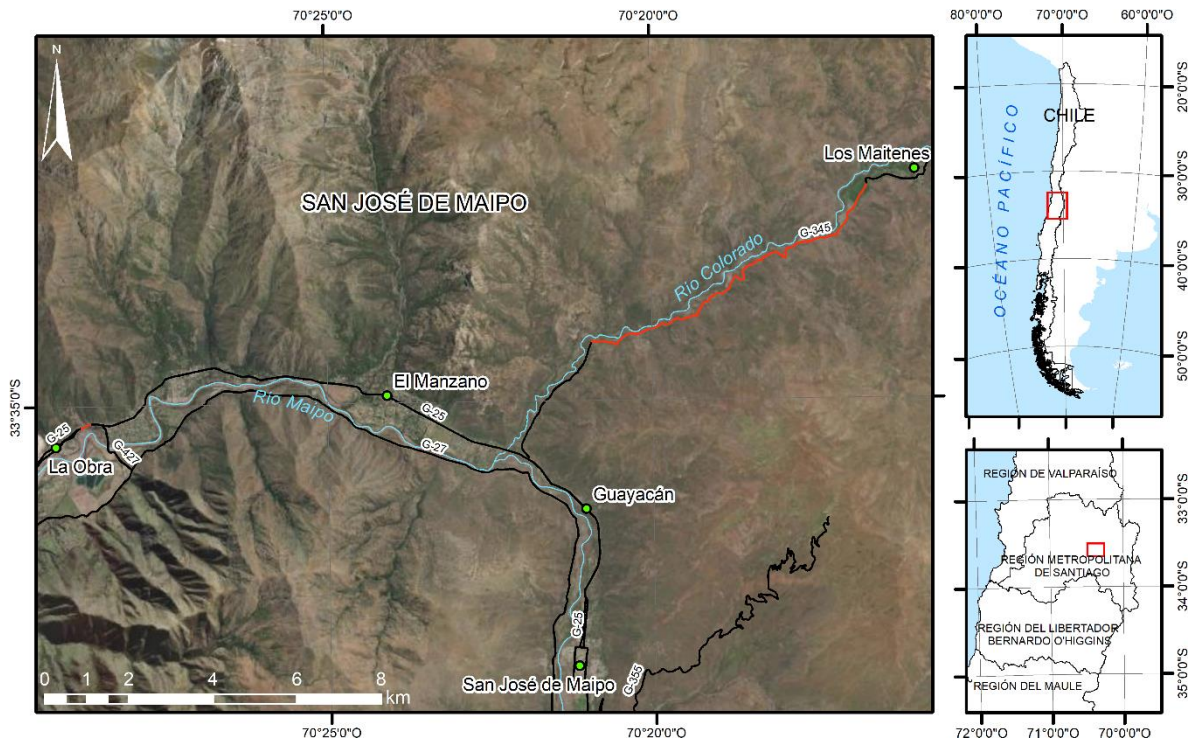 70°25'0"O
70°20'0"O
N
SAN JOSÉ DE MAIPO
Los Maitenes
G-345
Rio Colorado
33°35'0"S
El Manzano
G-25
Rio Maipo
G-27
G-25
G-427
La Obra
Guayacán
G-25
San José de Maipo
G-355
0 1 2 4 6 8
km
70°25'0"O
70°20'0"O
80°0'0"O
70°0'0"O
60°0'0"O
CHILE
OCÉANO PACÍFICO
20°0'0"S
30°0'0"S
40°0'0"S
50°0'0"S
REGIÓN DE VALPARAÍSO
REGIÓN METROPOLITANA
DE SANTIAGO
REGIÓN DEL LIBERTADOR
BERNARDO O'HIGGINS
REGIÓN DEL MAULE
33°0'0"S
34°0'0"S
35°0'0"S
72°0'0"O
71°0'0"O
70°0'0"O